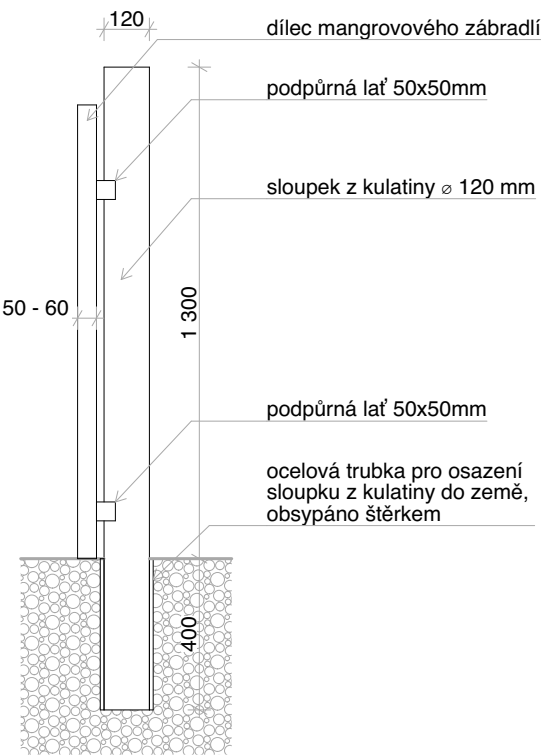 120
dílec mangrovového zábradlí
podpůrná lať 50x50mm
sloupek z kulatiny ⌀ 120 mm
50 - 60
1 300
podpůrná lať 50x50mm
ocelová trubka pro osazení
sloupku z kulatiny do země,
obsypáno štěrkem
400